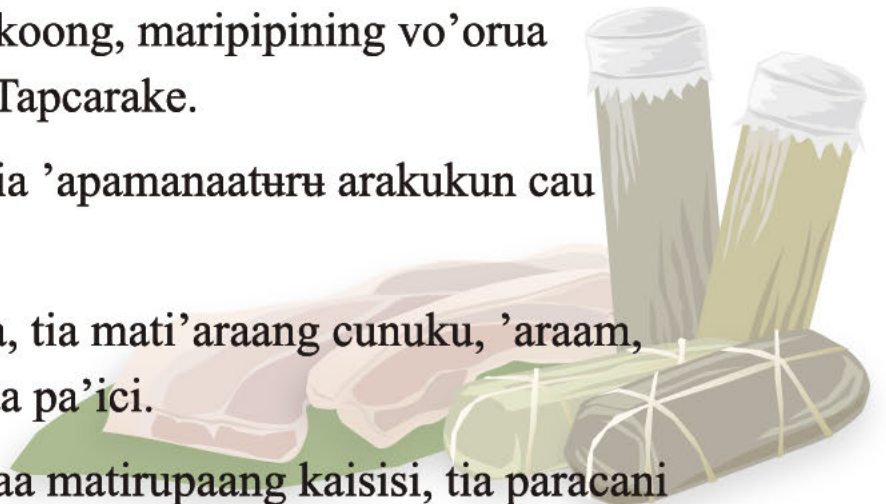 koong, maripipining vo’orua
Tapcarake.
ia ’apamanaatʉrʉ arakukun cau
, tia mati’araang cunuku, ’araam,
a pa’ici.
aa matirupaang kaisisi, tia paracani